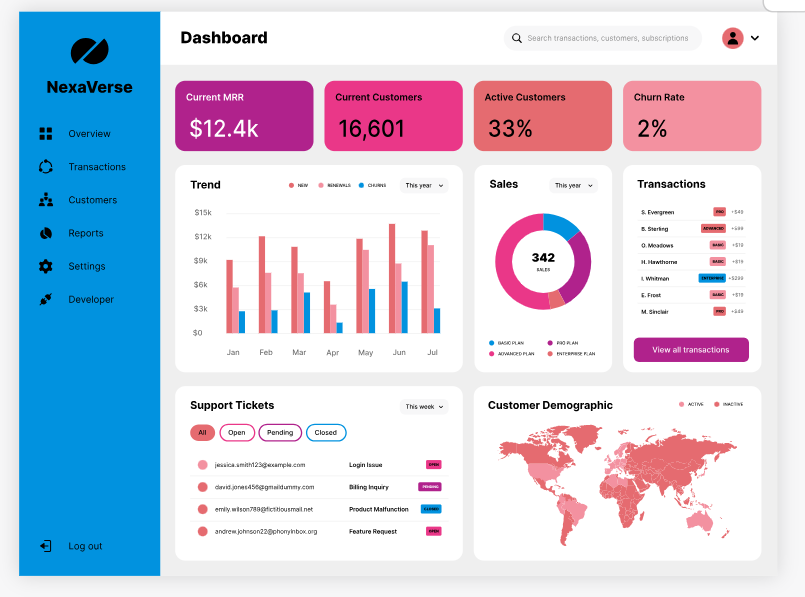 NexaVerse
Overview
Transactions
Customers
Reports
Settings
Developer
Log out
Dashboard
Search transactions, customers, subscriptions
Current MRR
$12.4k
Current Customers
16,601
Active Customers
33%
Churn Rate
2%
Trend
NEW RENEWALS CHURNS
This year
$15k
$12k
$9k
$6k
$3k
$0
Jan Feb Mar Apr May Jun Jul
Sales
This year
342
SALES
BASIC PLAN PRO PLAN
ADVANCED PLAN ENTERPRISE PLAN
Transactions
S. Evergreen PRO +$49
B. Sterling ADVANCED +$99
O. Meadows BASIC +$19
H. Hawthorne BASIC +$19
I. Whitman ENTERPRISE +$299
E. Frost BASIC +$19
M. Sinclair PRO +$49
View all transactions
Support Tickets
This week
All Open Pending Closed
jessica.smith123@example.com Login Issue OPEN
david.jones456@gmaildummy.com Billing Inquiry PENDING
emily.wilson789@fictitiousmail.net Product Malfunction CLOSED
andrew.johnson22@phonyinbox.org Feature Request OPEN
Customer Demographic
ACTIVE INACTIVE